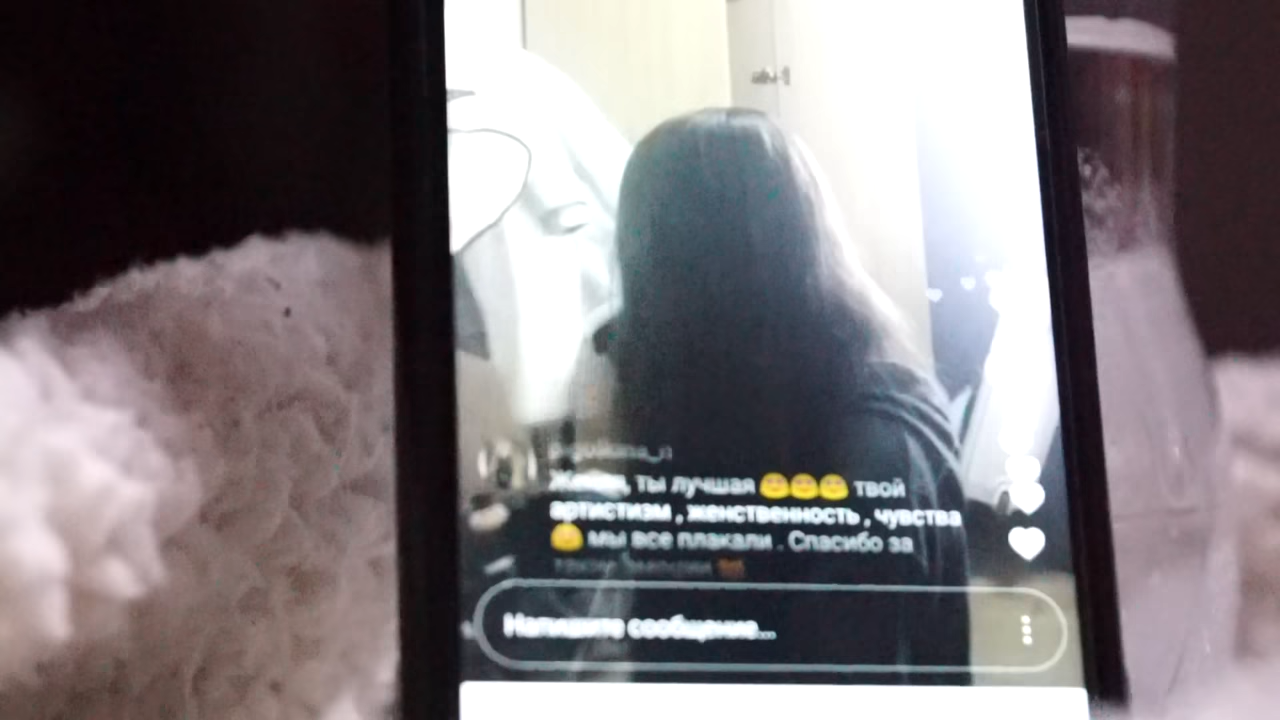 ты лучшая 😍😍😍 твой
артистизм , женственность , чувства
мы все плакали . Спасибо за
Напишите сообщение...